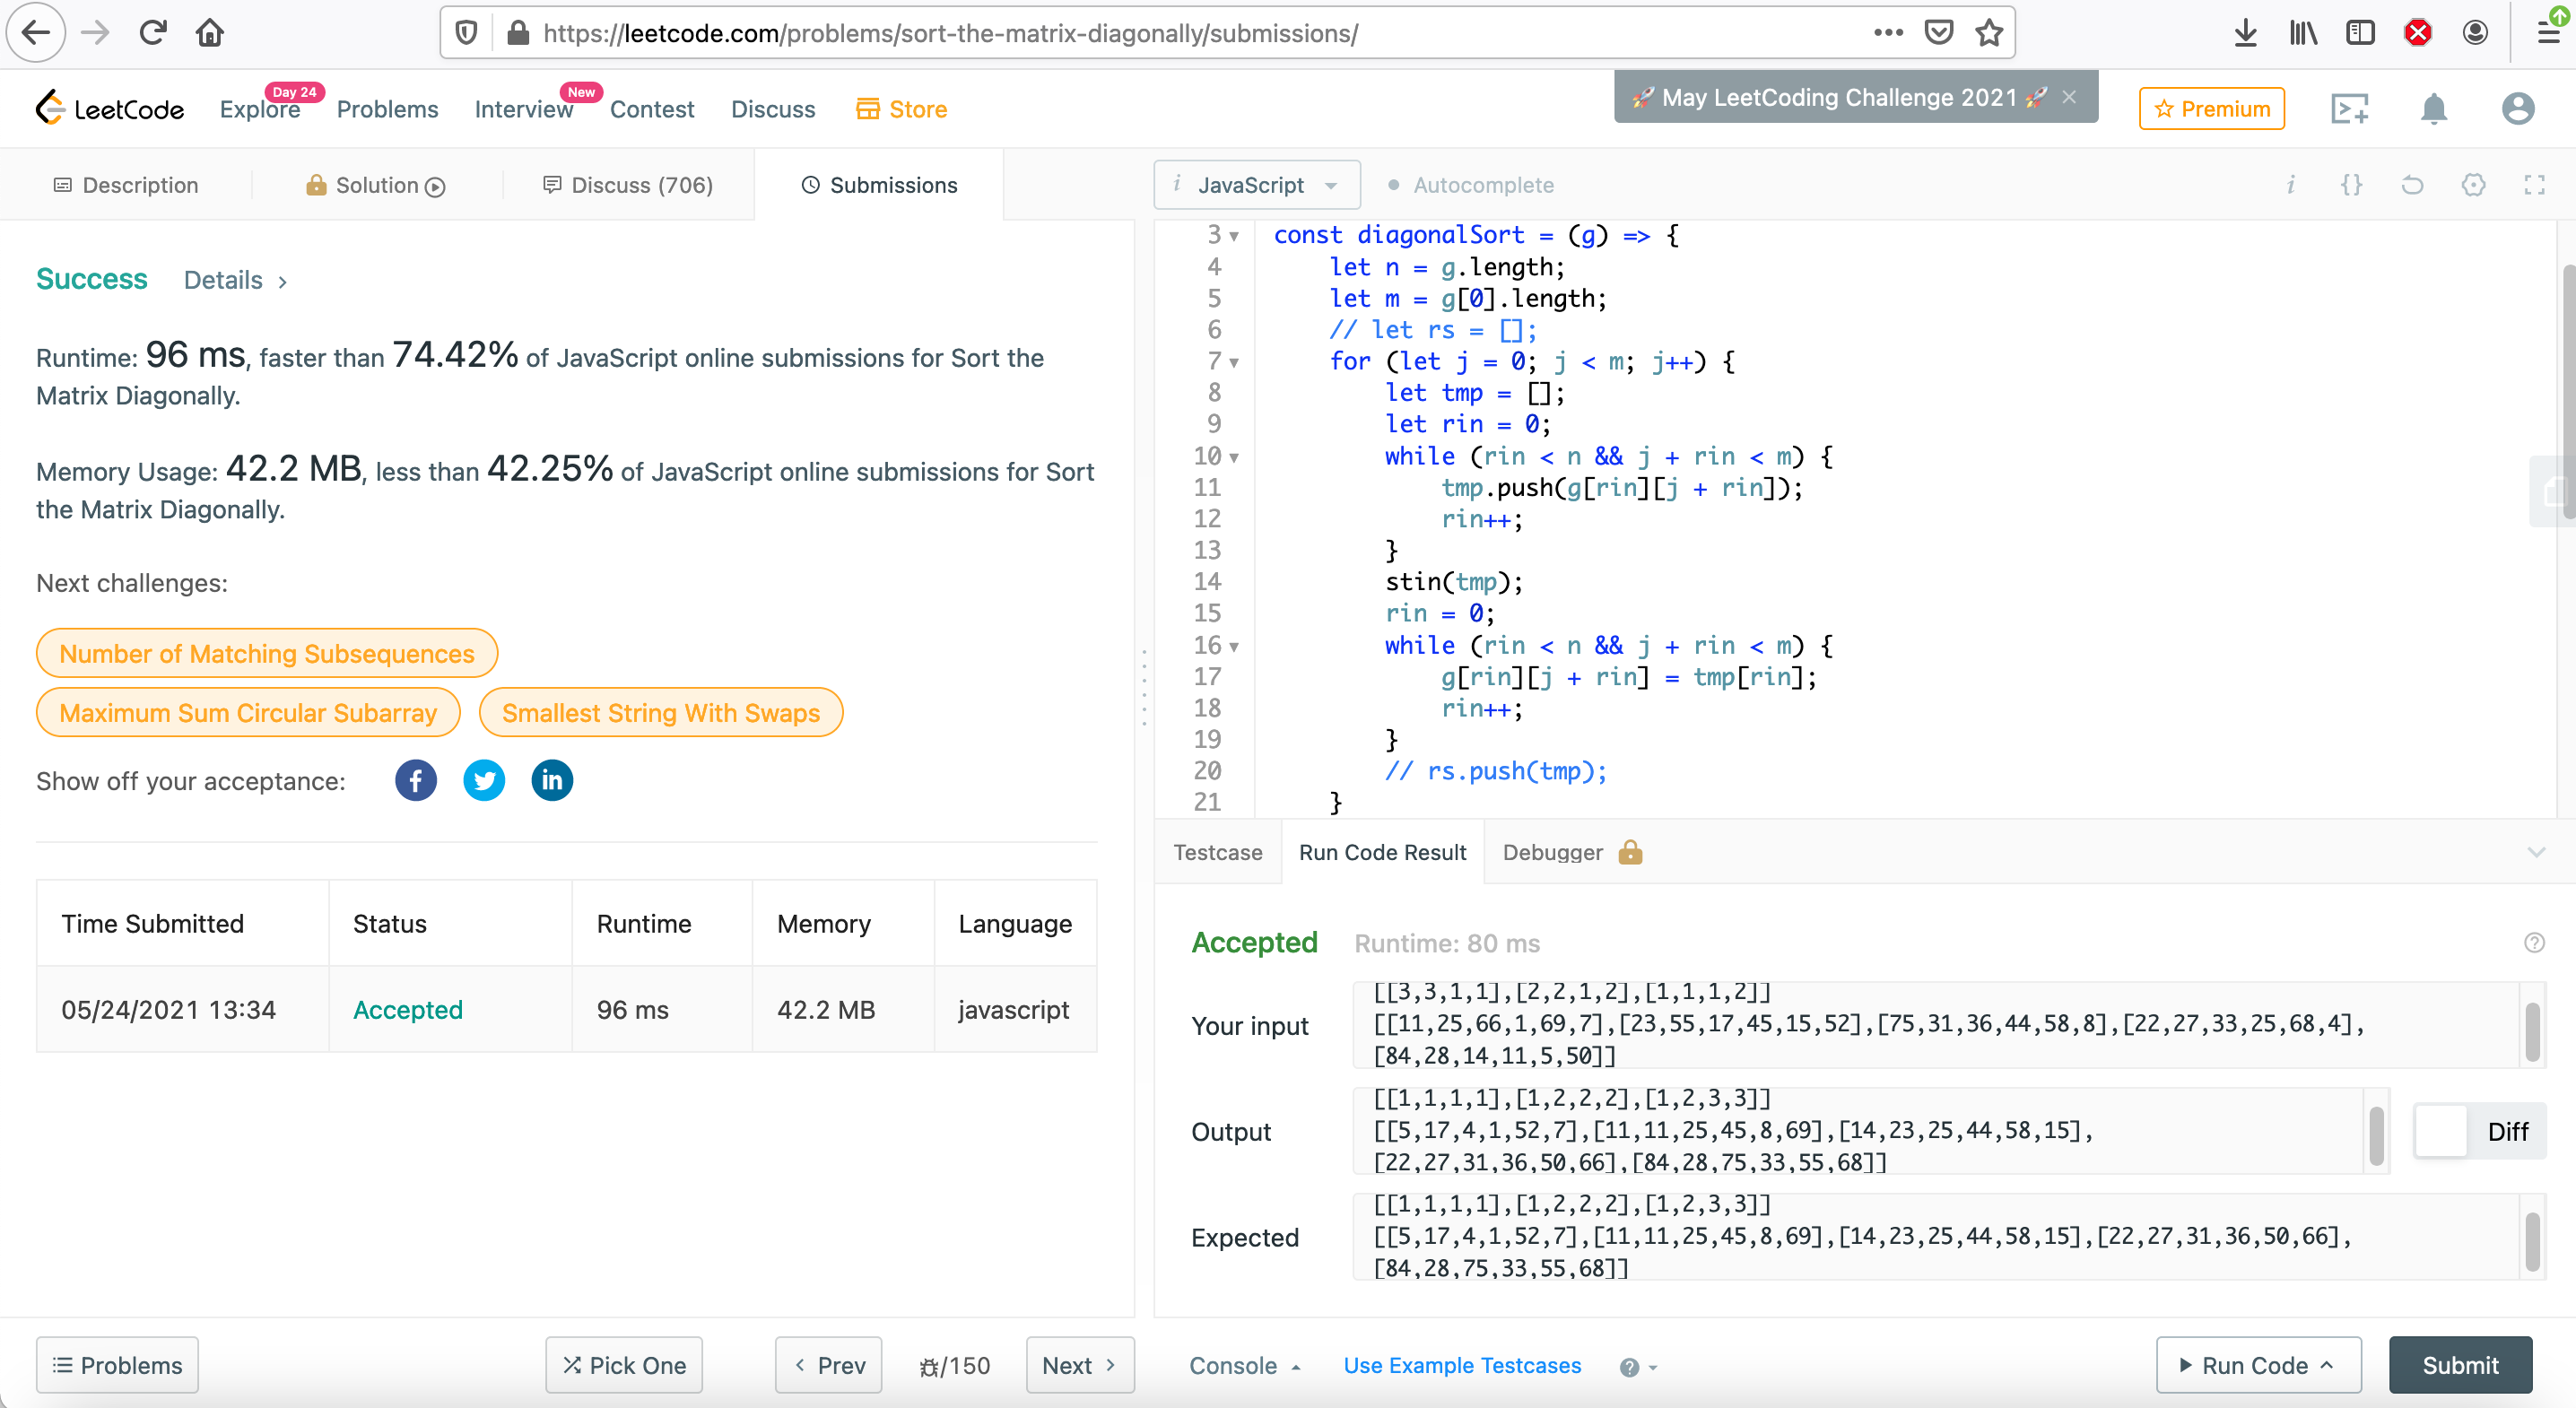 https://leetcode.com/problems/sort-the-matrix-diagonally/submissions/
LeetCode
Explore
Day 24
Problems
Interview
New
Contest
Discuss
Store
🚀 May LeetCoding Challenge 2021 🚀
Premium
Description
Solution
Discuss (706)
Submissions
Success
Details
Runtime: 96 ms, faster than 74.42% of JavaScript online submissions for Sort the
Matrix Diagonally.
Memory Usage: 42.2 MB, less than 42.25% of JavaScript online submissions for Sort
the Matrix Diagonally.
Next challenges:
Number of Matching Subsequences
Maximum Sum Circular Subarray
Smallest String With Swaps
Show off your acceptance:
Time Submitted Status Runtime Memory Language
05/24/2021 13:34 Accepted 96 ms 42.2 MB javascript
Problems
Pick One
Prev
/150
Next
i JavaScript
Autocomplete
3 const diagonalSort = (g) => {
4 let n = g.length;
5 let m = g[0].length;
6 // let rs = [];
7 for (let j = 0; j < m; j++) {
8 let tmp = [];
9 let rin = 0;
10 while (rin < n && j + rin < m) {
11 tmp.push(g[rin][j + rin]);
12 rin++;
13 }
14 stin(tmp);
15 rin = 0;
16 while (rin < n && j + rin < m) {
17 g[rin][j + rin] = tmp[rin];
18 rin++;
19 }
20 // rs.push(tmp);
21 }
Testcase
Run Code Result
Debugger
Accepted
Runtime: 80 ms
Your input
[[3,3,1,1],[2,2,1,2],[1,1,1,2]]
[[11,25,66,1,69,7],[23,55,17,45,15,52],[75,31,36,44,58,8],[22,27,33,25,68,4],
[84,28,14,11,5,50]]
Output
[[1,1,1,1],[1,2,2,2],[1,2,3,3]]
[[5,17,4,1,52,7],[11,11,25,45,8,69],[14,23,25,44,58,15],
[22,27,31,36,50,66],[84,28,75,33,55,68]]
Diff
Expected
[[1,1,1,1],[1,2,2,2],[1,2,3,3]]
[[5,17,4,1,52,7],[11,11,25,45,8,69],[14,23,25,44,58,15],[22,27,31,36,50,66],
[84,28,75,33,55,68]]
Console
Use Example Testcases
Run Code
Submit